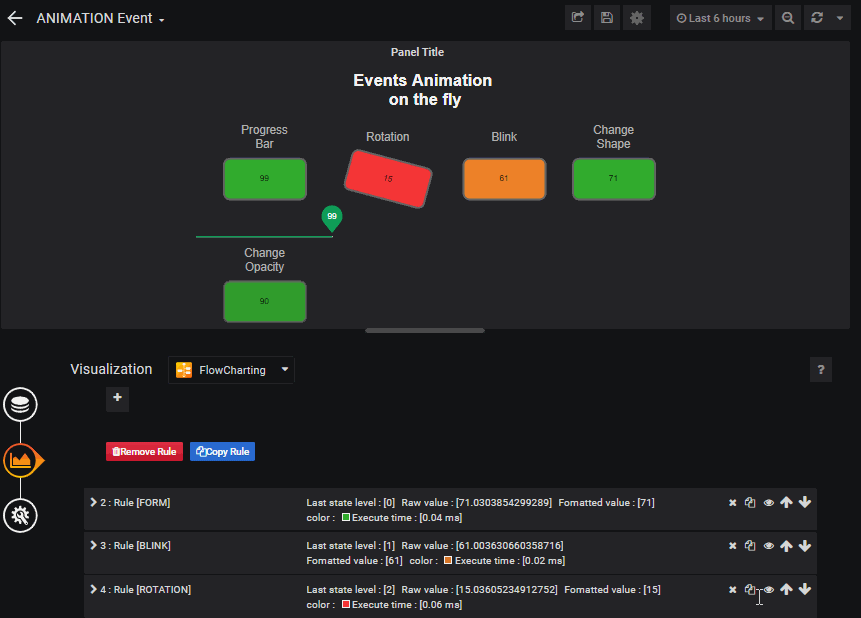 ANIMATION Event
Last 6 hours
Panel Title
Events Animation
on the fly
Progress
Bar
Rotation
Blink
Change
Shape
99
15
61
71
99
Change
Opacity
90
Visualization
FlowCharting
?
+
Remove Rule
Copy Rule
2 : Rule [FORM]
Last state level : [0] Raw value : [71.0303854299289] Fomatted value : [71]
color : Execute time : [0.04 ms]
3 : Rule [BLINK]
Last state level : [1] Raw value : [61.003630660358716]
Fomatted value : [61] color : Execute time : [0.02 ms]
4 : Rule [ROTATION]
Last state level : [2] Raw value : [15.03605234912752] Fomatted value : [15]
color : Execute time : [0.06 ms]